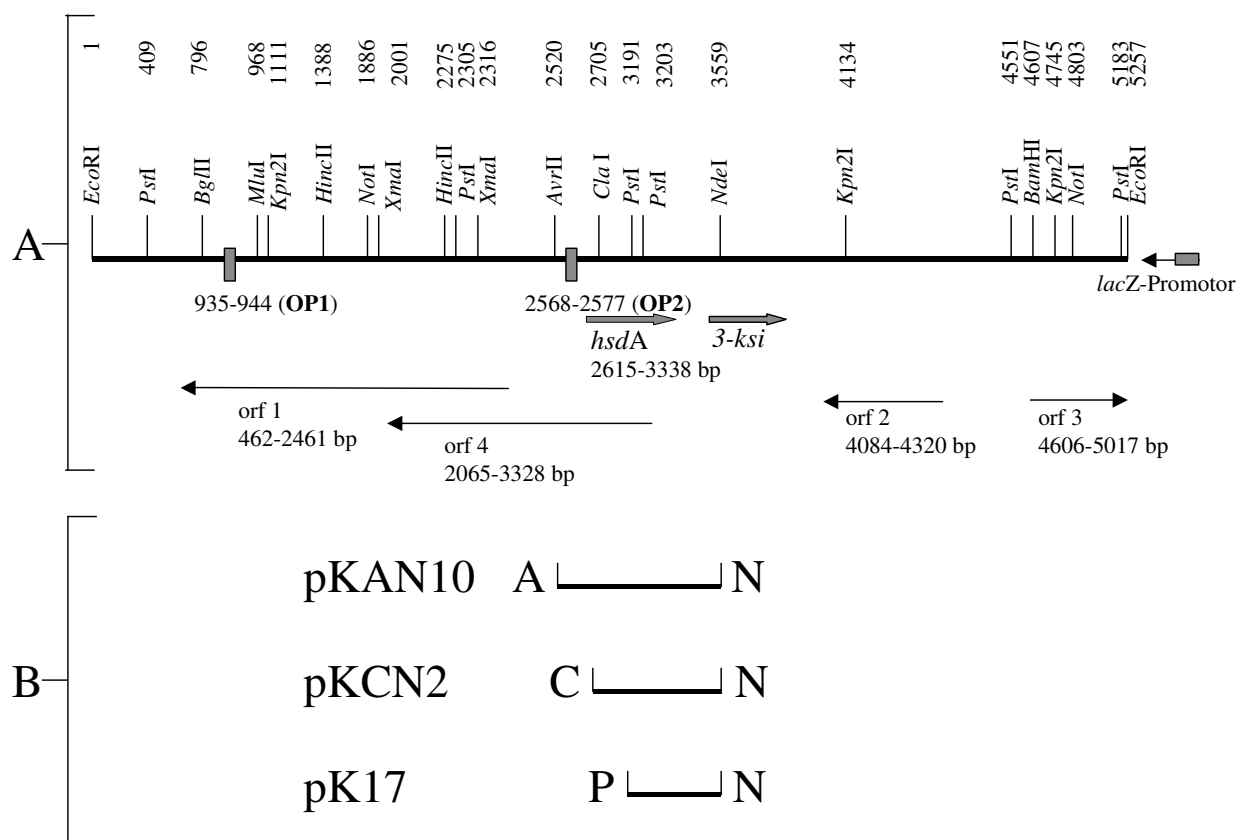 1 409 796 968 1111 1388 1886 2001 2275 2305 2316 2520 2705 3191 3203 3559 4134 4551 4607 4745 4803 5183 5257
EcoRI PstI BglII MluI Kpn2I HincII NotI XmaI HincII PstI XmaI AvrII Cla I PstI PstI NdeI Kpn2I PstI BamHI Kpn2I NotI PstI EcoRI
A
lacZ-Promotor
935-944 (OP1)
2568-2577 (OP2)
hsdA
2615-3338 bp
3-ksi
orf 1
462-2461 bp
orf 4
2065-3328 bp
orf 2
4084-4320 bp
orf 3
4606-5017 bp
B
pKAN10 A N
pKCN2 C N
pK17 P N